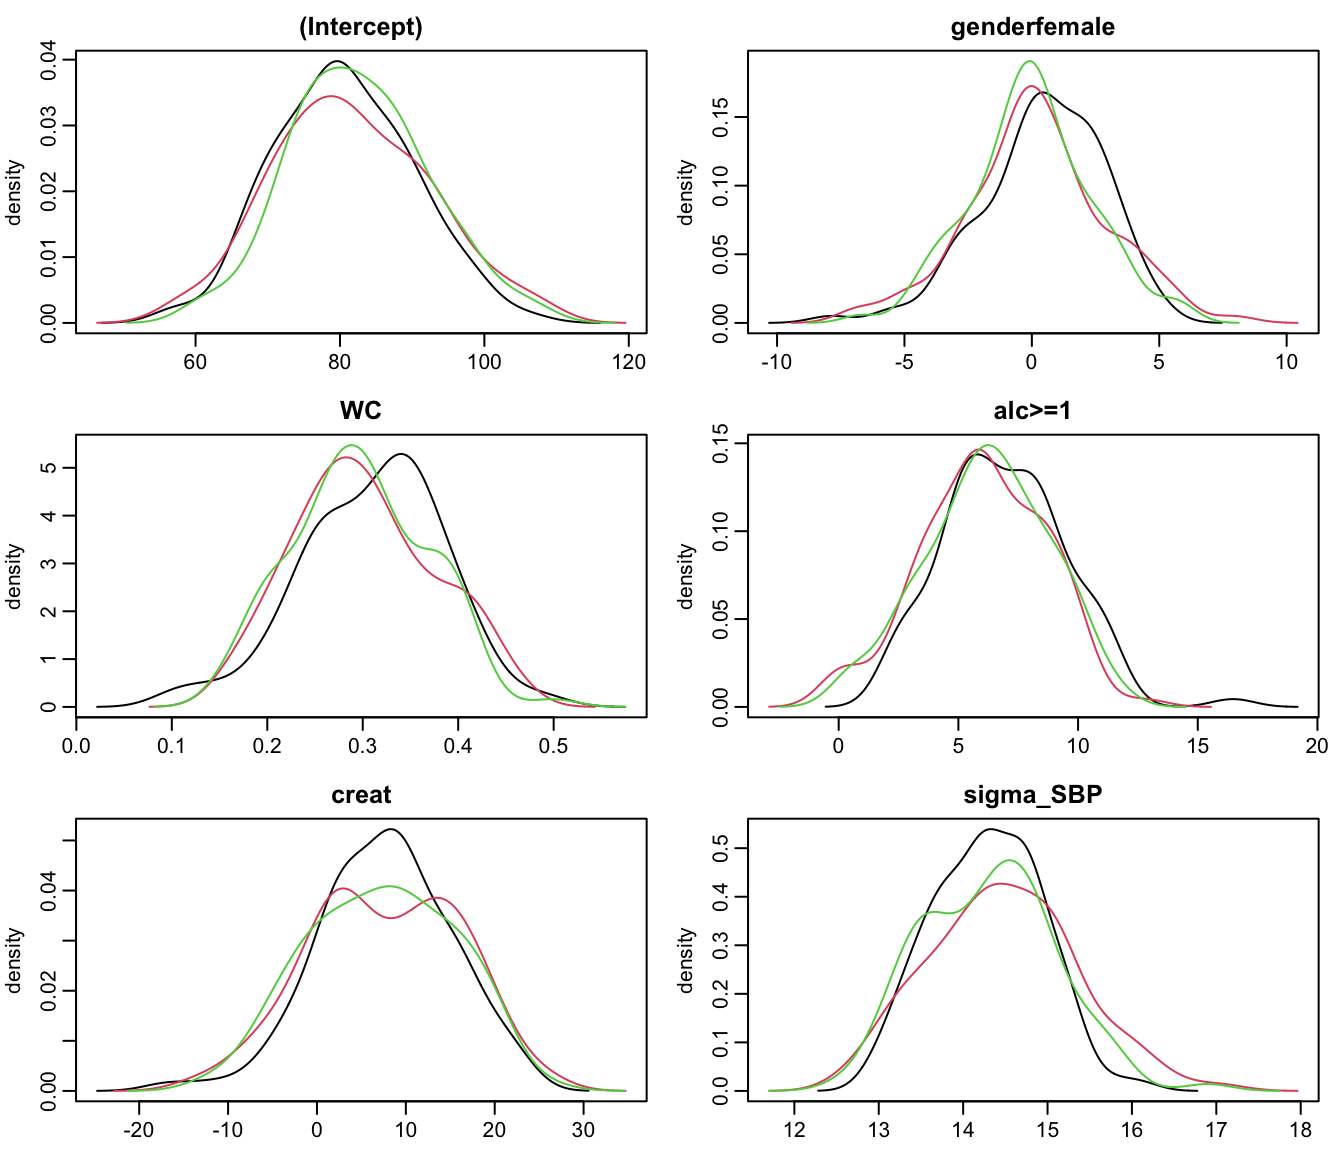 (Intercept)
density
0.00 0.01 0.02 0.03 0.04
60 80 100 120
genderfemale
density
0.00 0.05 0.10 0.15
-10 -5 0 5 10
WC
density
0 1 2 3 4 5
0.0 0.1 0.2 0.3 0.4 0.5
alc>=1
density
0.00 0.05 0.10 0.15
0 5 10 15 20
creat
density
0.00 0.02 0.04
-20 -10 0 10 20 30
sigma_SBP
density
0.0 0.1 0.2 0.3 0.4 0.5
12 13 14 15 16 17 18